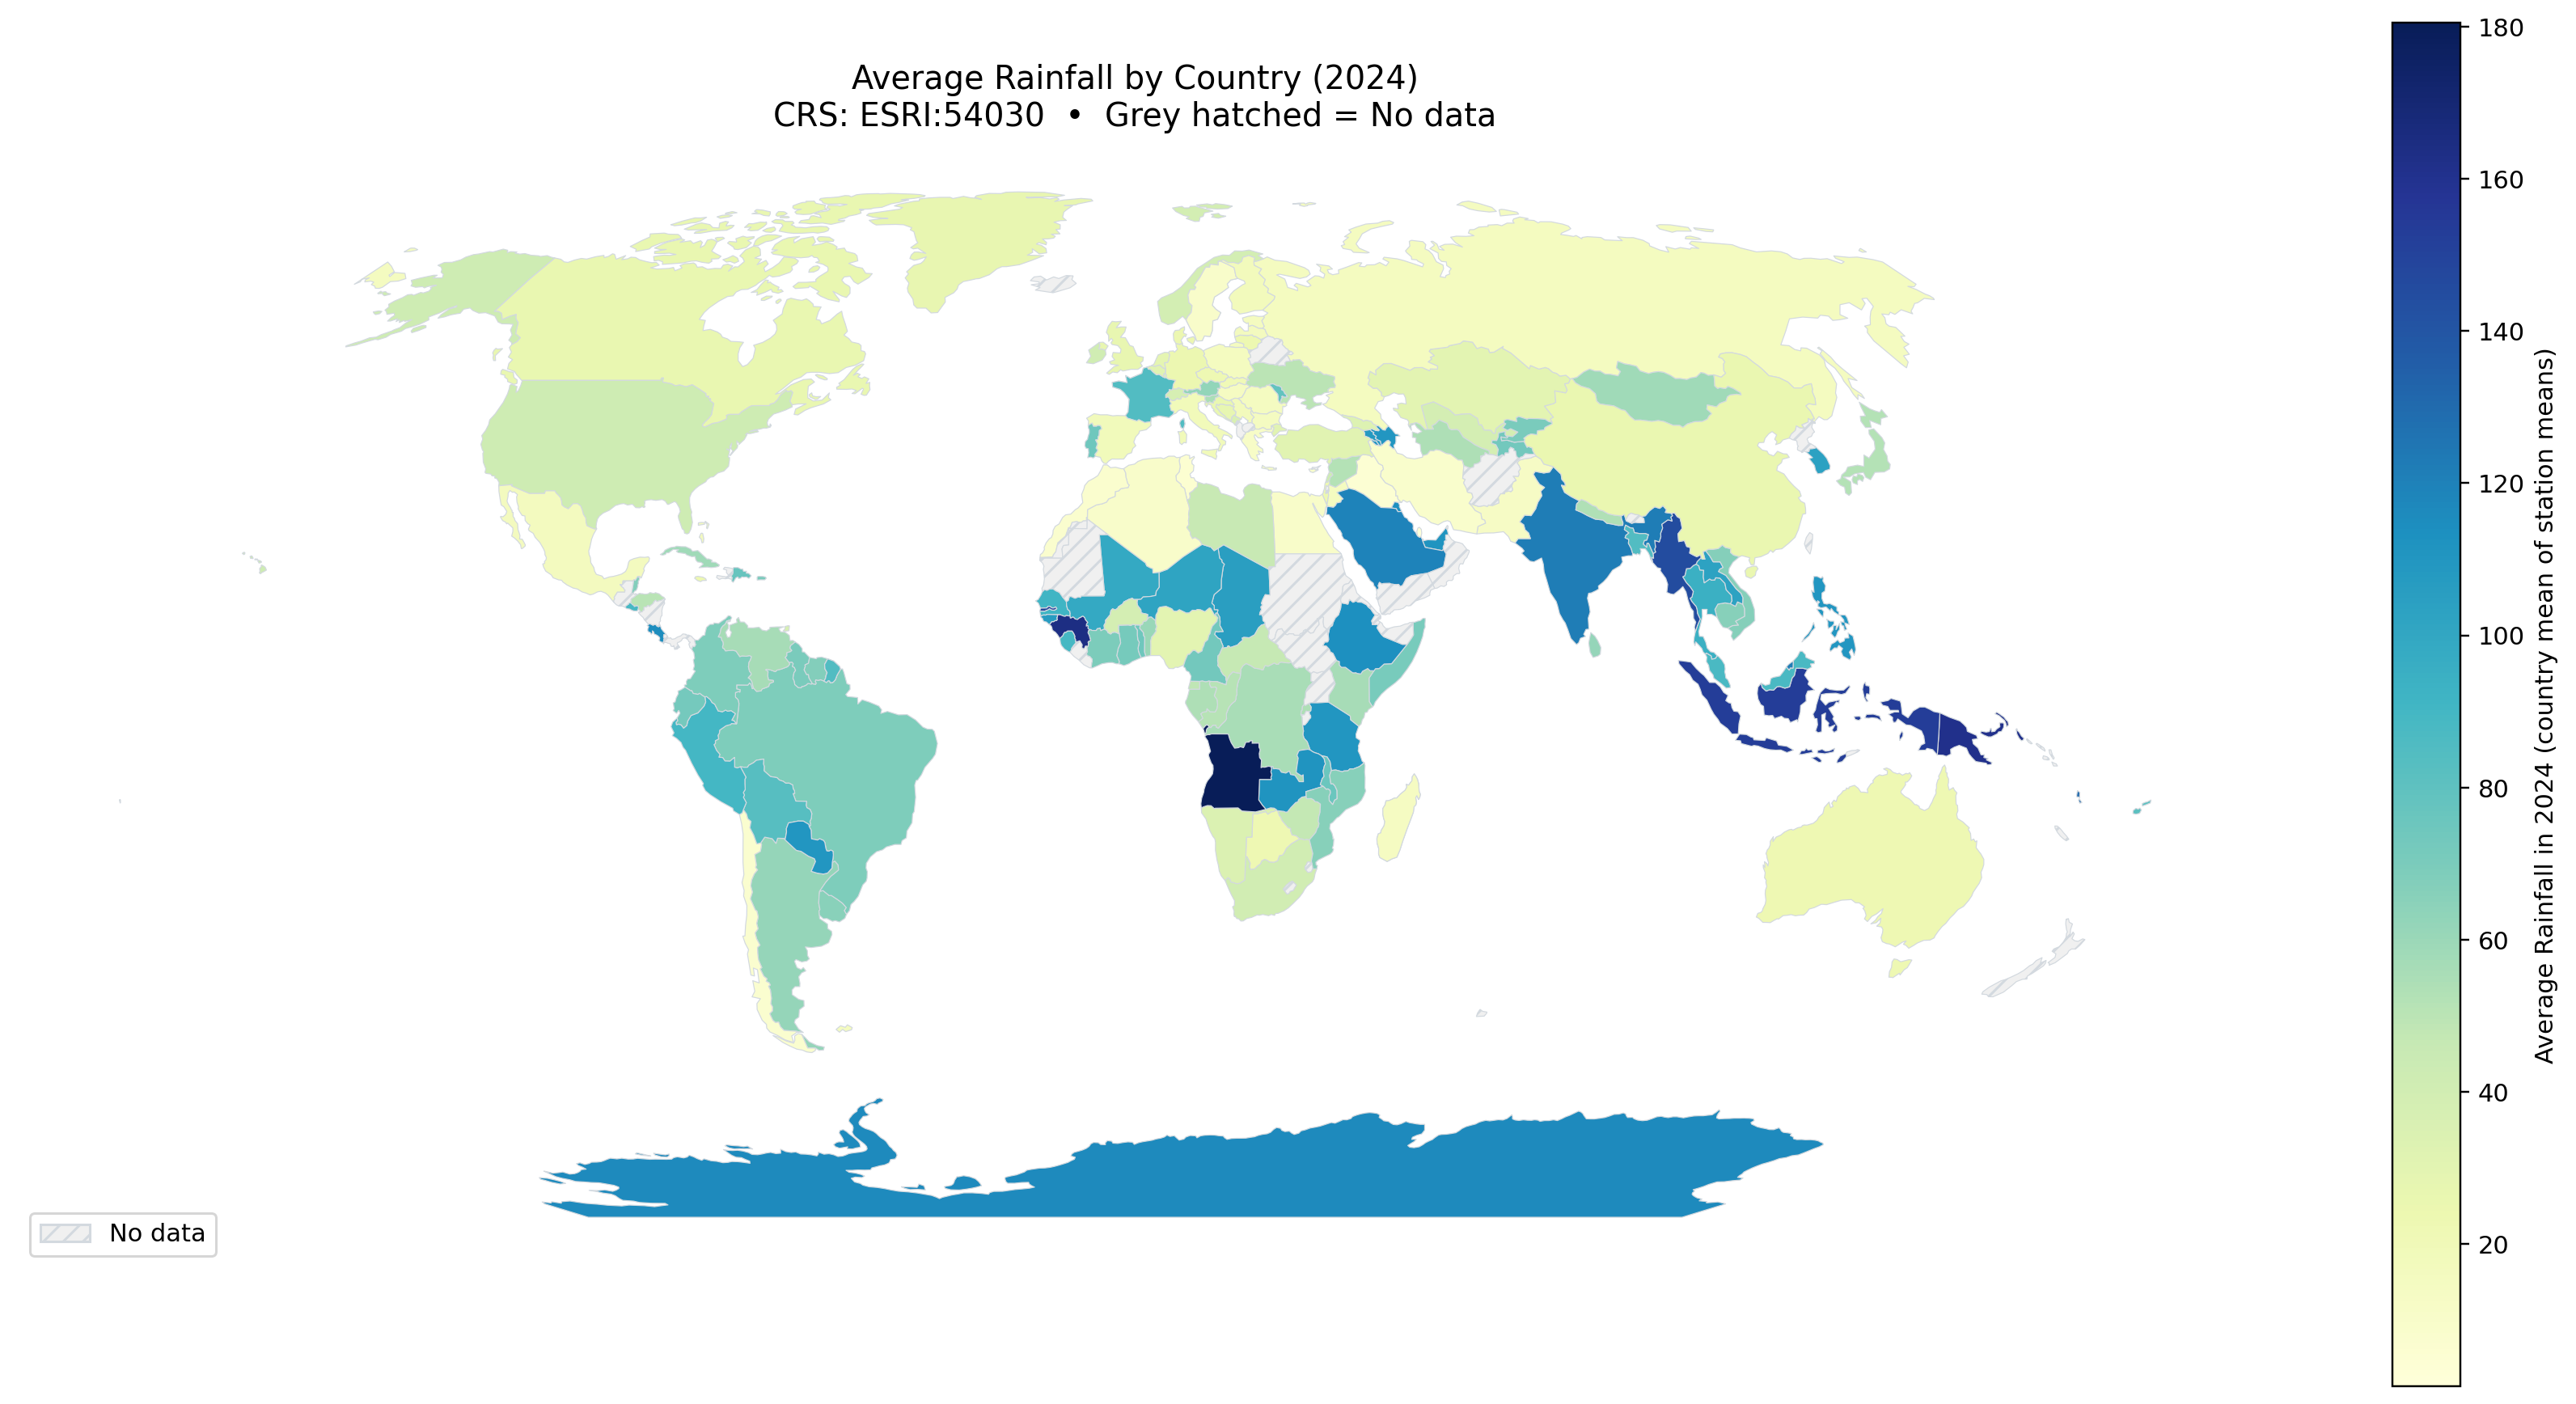 Average Rainfall by Country (2024)
CRS: ESRI:54030 • Grey hatched = No data
No data
180
160
140
120
100
80
60
40
20
Average Rainfall in 2024 (country mean of station means)